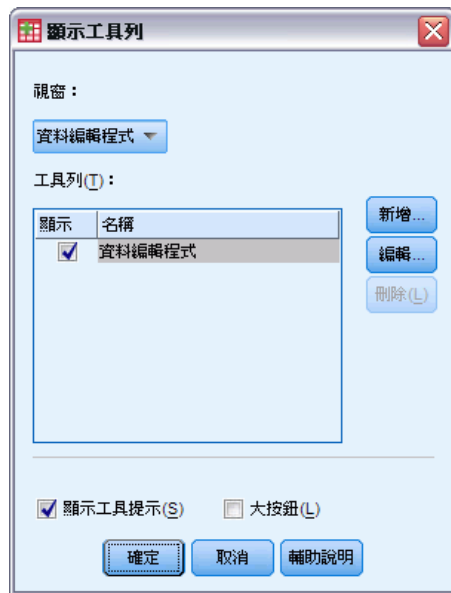 顯示工具列
視窗：
資料編輯程式
工具列(T)：
顯示 名稱
資料編輯程式
新增...
編輯...
刪除(L)
顯示工具提示(S) 大按鈕(L)
確定 取消 輔助說明